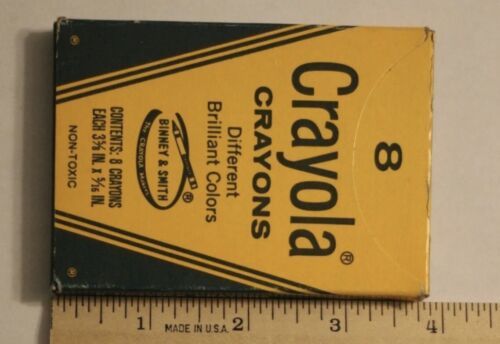 8
Crayola®
CRAYONS
Different
Brilliant Colors
BINNEY & SMITH
®
CONTENTS: 8 CRAYONS
EACH 3⅝ IN. X 5/16 IN.
NON-TOXIC
®
®
1 2 3 4
MADE IN U.S.A.